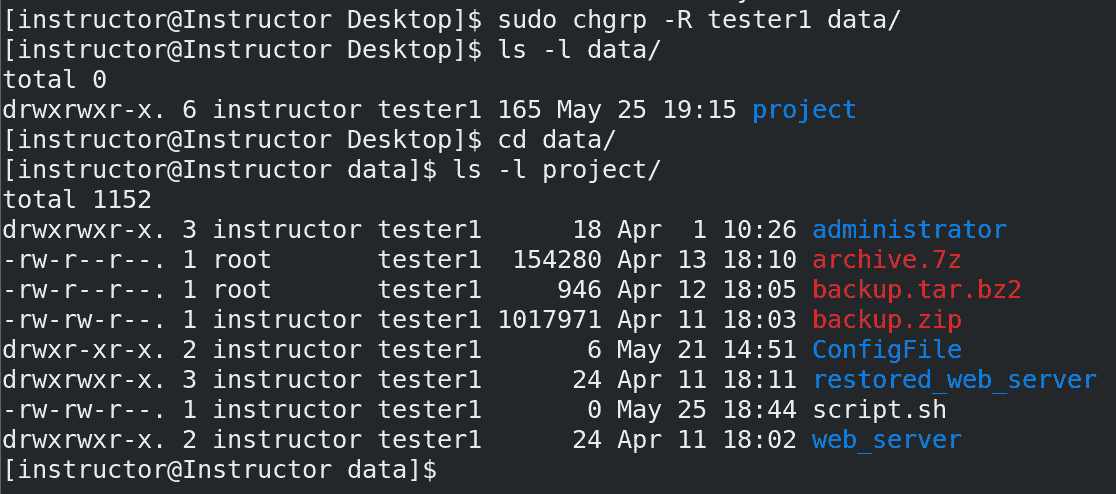 [instructor@Instructor Desktop]$ sudo chgrp -R tester1 data/
[instructor@Instructor Desktop]$ ls -l data/
total 0
drwxrwxr-x. 6 instructor tester1 165 May 25 19:15 project
[instructor@Instructor Desktop]$ cd data/
[instructor@Instructor data]$ ls -l project/
total 1152
drwxrwxr-x. 3 instructor tester1      18 Apr  1 10:26 administrator
-rw-r--r--. 1 root       tester1  154280 Apr 13 18:10 archive.7z
-rw-r--r--. 1 root       tester1     946 Apr 12 18:05 backup.tar.bz2
-rw-rw-r--. 1 instructor tester1 1017971 Apr 11 18:03 backup.zip
drwxr-xr-x. 2 instructor tester1       6 May 21 14:51 ConfigFile
drwxrwxr-x. 3 instructor tester1      24 Apr 11 18:11 restored_web_server
-rw-rw-r--. 1 instructor tester1       0 May 25 18:44 script.sh
drwxrwxr-x. 2 instructor tester1      24 Apr 11 18:02 web_server
[instructor@Instructor data]$